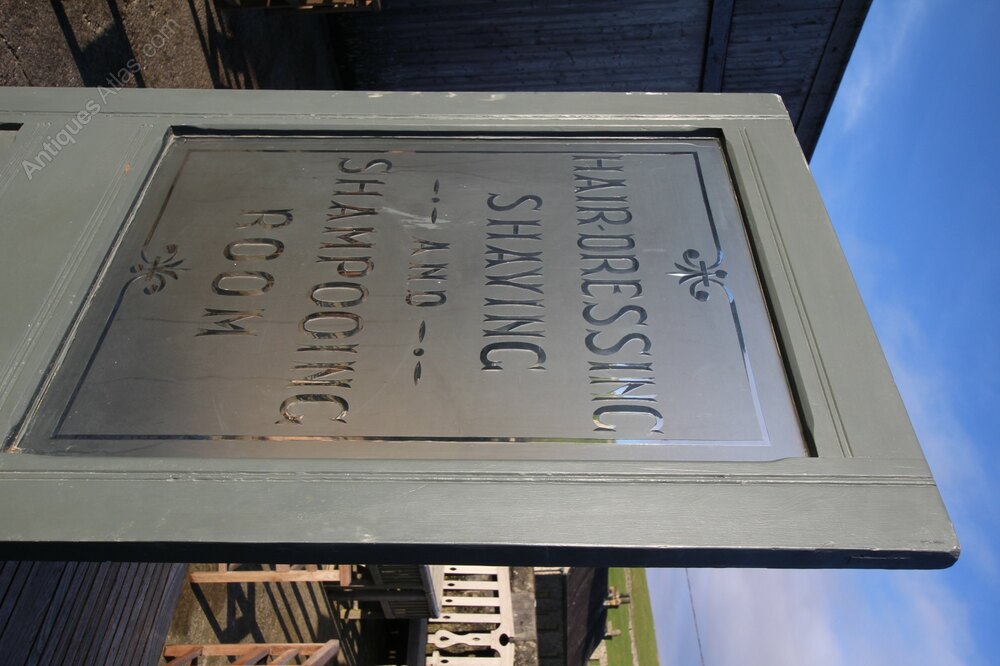 HAIR-DRESSING
SHAVING
AND
SHAMPOOING
ROOM
Antiques Atlas.com